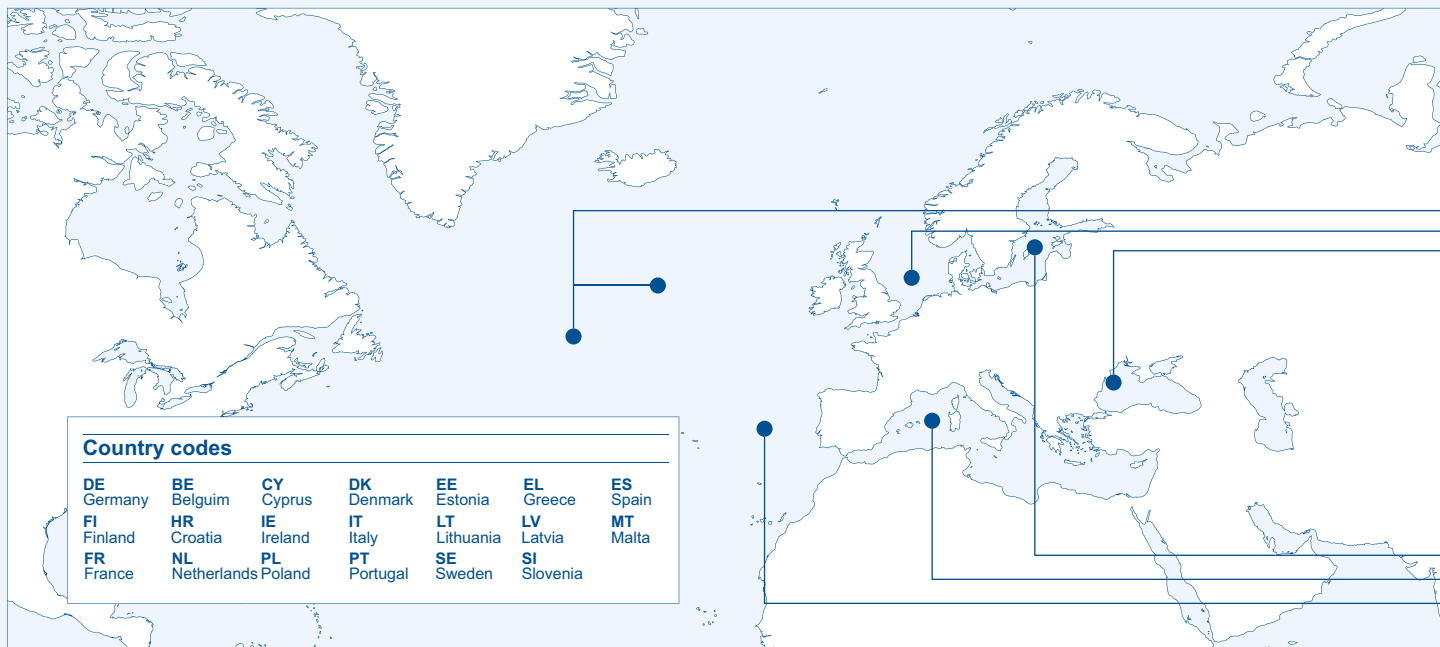 Country codes
DE BE CY DK EE EL ES
Germany Belguim Cyprus Denmark Estonia Greece Spain
FI HR IE IT LT LV MT
Finland Croatia Ireland Italy Lithuania Latvia Malta
FR NL PL PT SE SI
France Netherlands Poland Portugal Sweden Slovenia